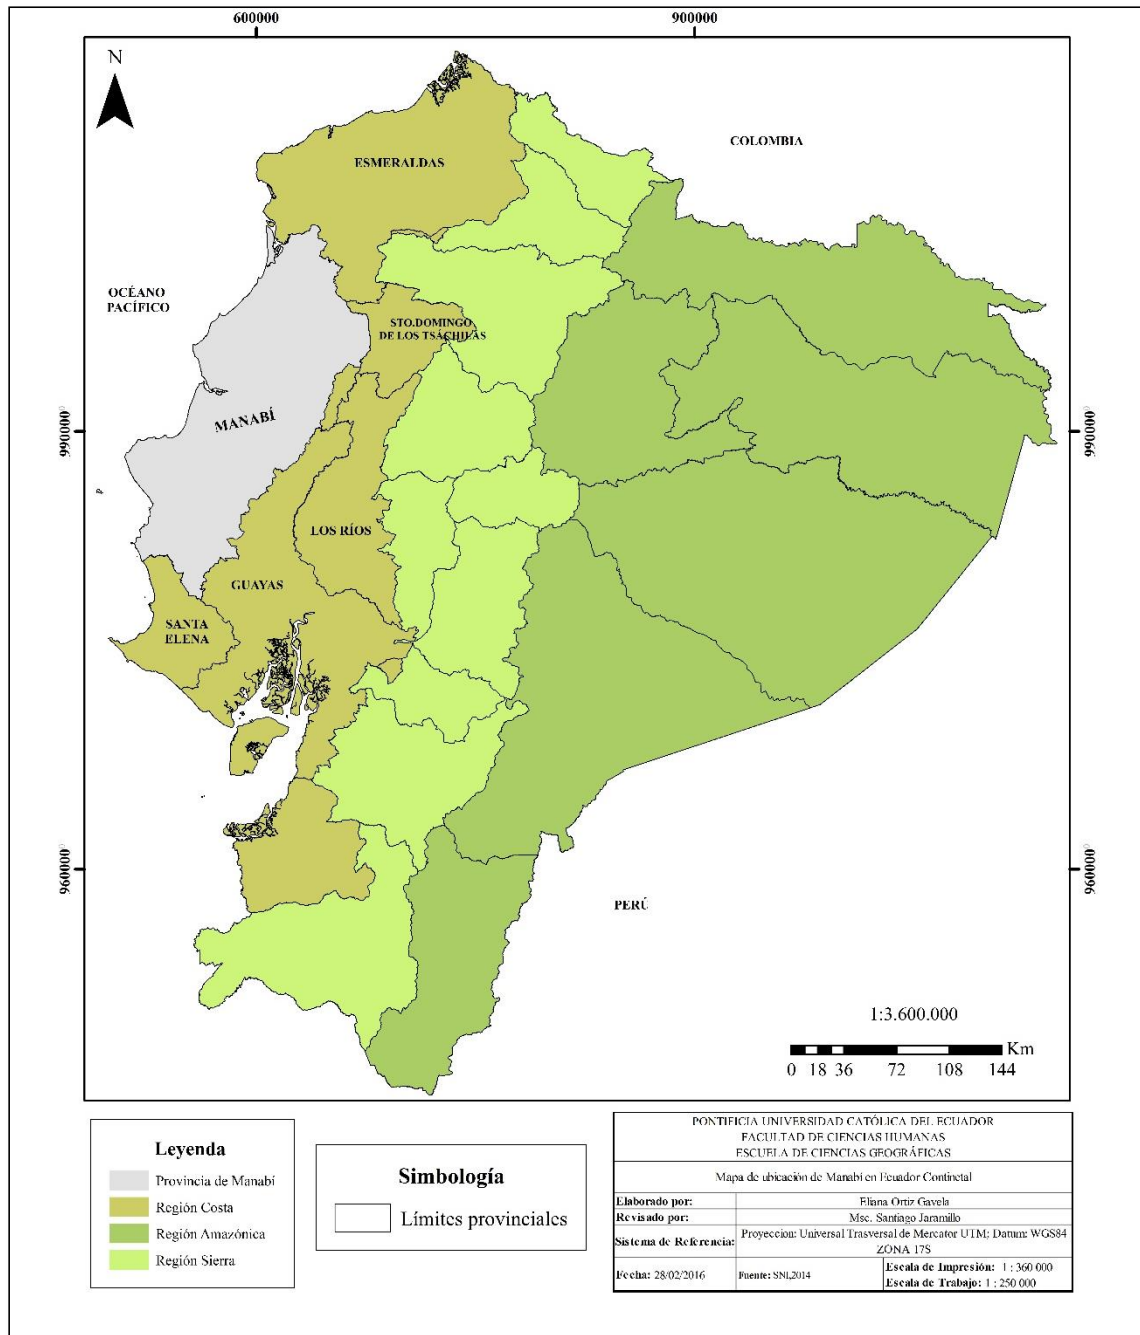 600000
900000
N
COLOMBIA
ESMERALDAS
OCÉANO
PACÍFICO
STO.DOMINGO
DE LOS TSÁCHILAS
MANABÍ
990000
990000
LOS RÍOS
GUAYAS
SANTA
ELENA
960000
960000
PERÚ
1:3.600.000
Km
0 18 36 72 108 144
Leyenda
Provincia de Manabí
Región Costa
Región Amazónica
Región Sierra
Simbología
Límites provinciales
PONTIFICIA UNIVERSIDAD CATÓLICA DEL ECUADOR
FACULTAD DE CIENCIAS HUMANAS
ESCUELA DE CIENCIAS GEOGRÁFICAS
Mapa de ubicación de Manabí en Ecuador Continetal
Elaborado por: Eliana Ortiz Gavela
Revisado por: Msc. Santiago Jaramillo
Sistema de Referencia: Proyeccion: Universal Trasversal de Mercator UTM; Datum: WGS84
ZONA 17S
Fecha: 28/02/2016
Fuente: SNI,2014
Escala de Impresión: 1 : 360 000
Escala de Trabajo: 1 : 250 000